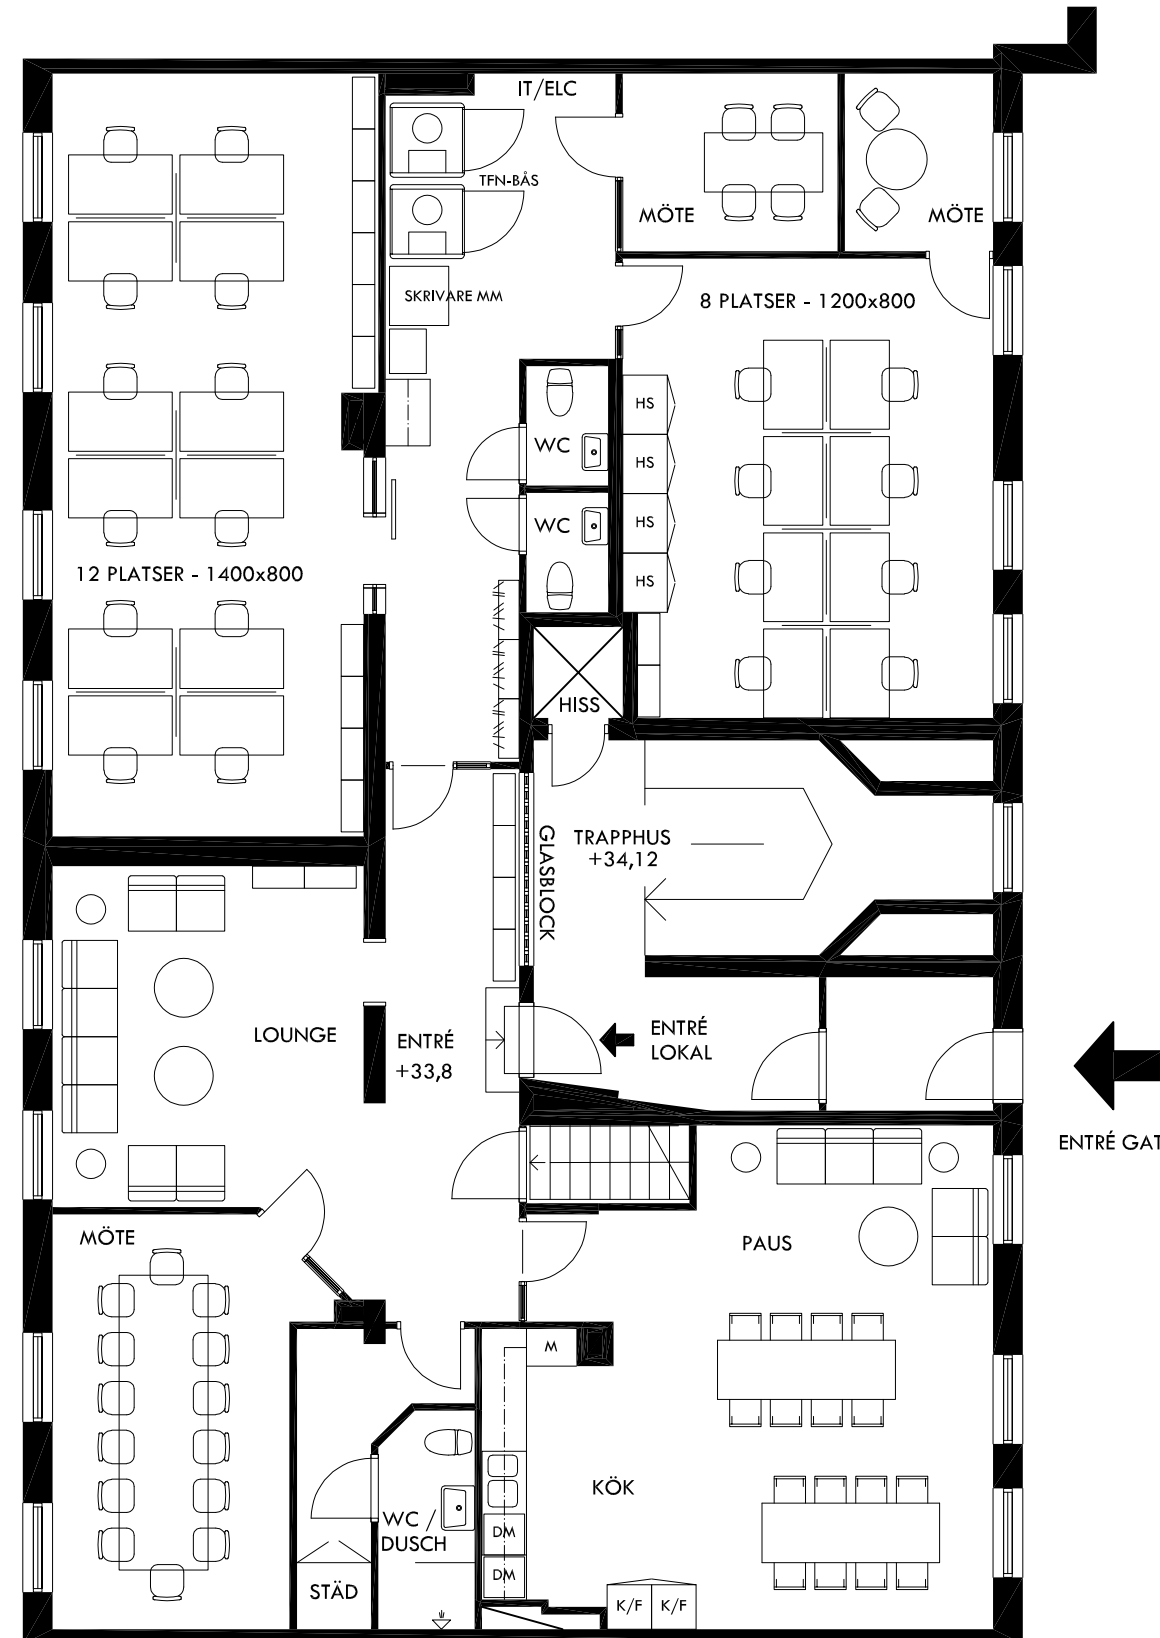 IT/ELC
TFN-BÅS
MÖTE
MÖTE
SKRIVARE MM
8 PLATSER - 1200x800
HS
WC
HS
WC
HS
12 PLATSER - 1400x800
HS
HISS
GLASBLOCK
TRAPPHUS
+34,12
LOUNGE
ENTRÉ
+33,8
ENTRÉ
LOKAL
ENTRÉ GAT
MÖTE
PAUS
M
KÖK
WC /
DUSCH
DM
DM
STÄD
K/F
K/F